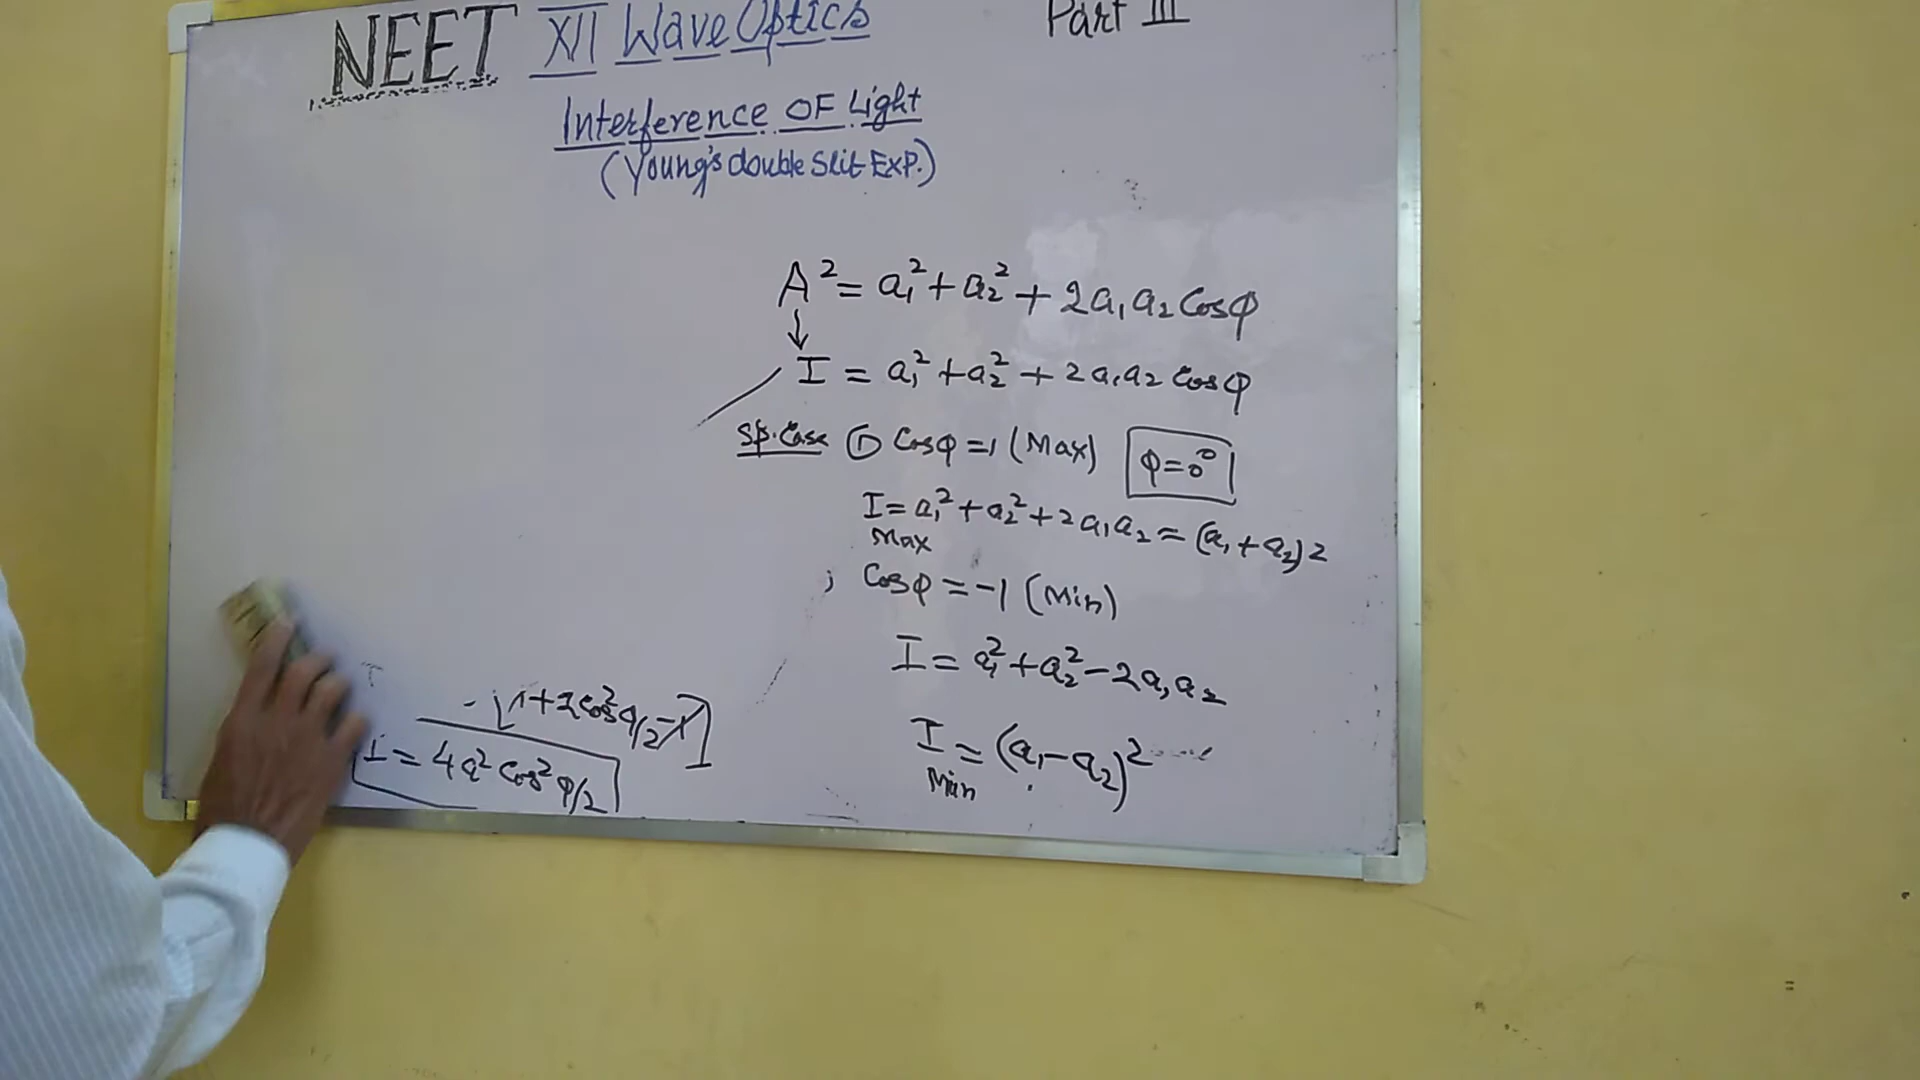 NEET XII Wave Optics Part III
Interference OF Light
(Young's double Slit Exp.)
A² = a₁² + a₂² + 2a₁a₂ Cosφ
I = a₁² + a₂² + 2a₁a₂ Cosφ
Sp. Case ① Cosφ = 1 (Max) φ = 0°
I = a₁² + a₂² + 2a₁a₂ = (a₁ + a₂)²
Max
; Cosφ = -1 (Min)
I = a₁² + a₂² - 2a₁a₂
I = (a₁ - a₂)²
Min
1 + 2cos²φ/2 - 1]
I = 4a² Cos² φ/2